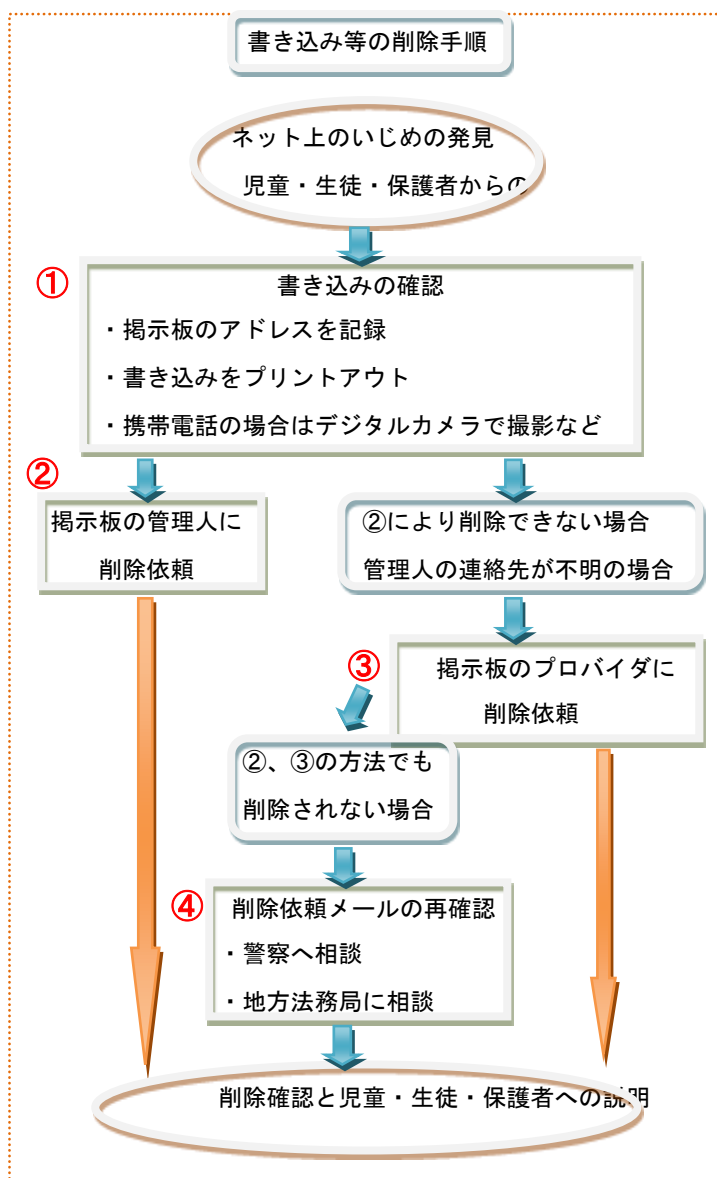 書き込み等の削除手順
ネット上のいじめの発見
児童・生徒・保護者からの
①
書き込みの確認
・掲示板のアドレスを記録
・書き込みをプリントアウト
・携帯電話の場合はデジタルカメラで撮影など
②
掲示板の管理人に
削除依頼
②により削除できない場合
管理人の連絡先が不明の場合
③
掲示板のプロバイダに
削除依頼
②、③の方法でも
削除されない場合
④
削除依頼メールの再確認
・警察へ相談
・地方法務局に相談
削除確認と児童・生徒・保護者への説明